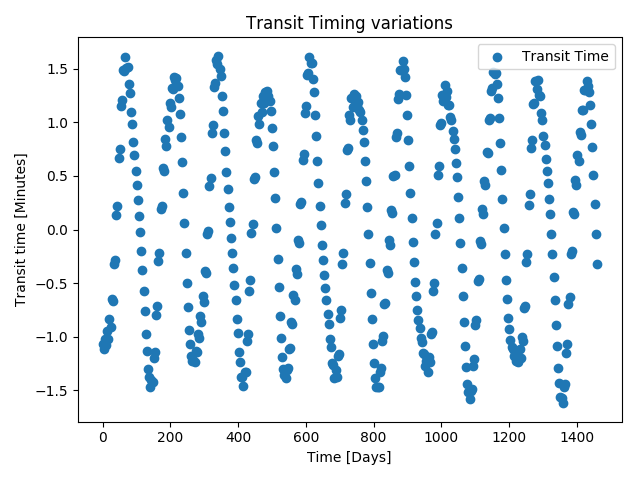 Transit Timing variations
Transit Time
Transit time [Minutes]
1.5
1.0
0.5
0.0
−0.5
−1.0
−1.5
0 200 400 600 800 1000 1200 1400
Time [Days]